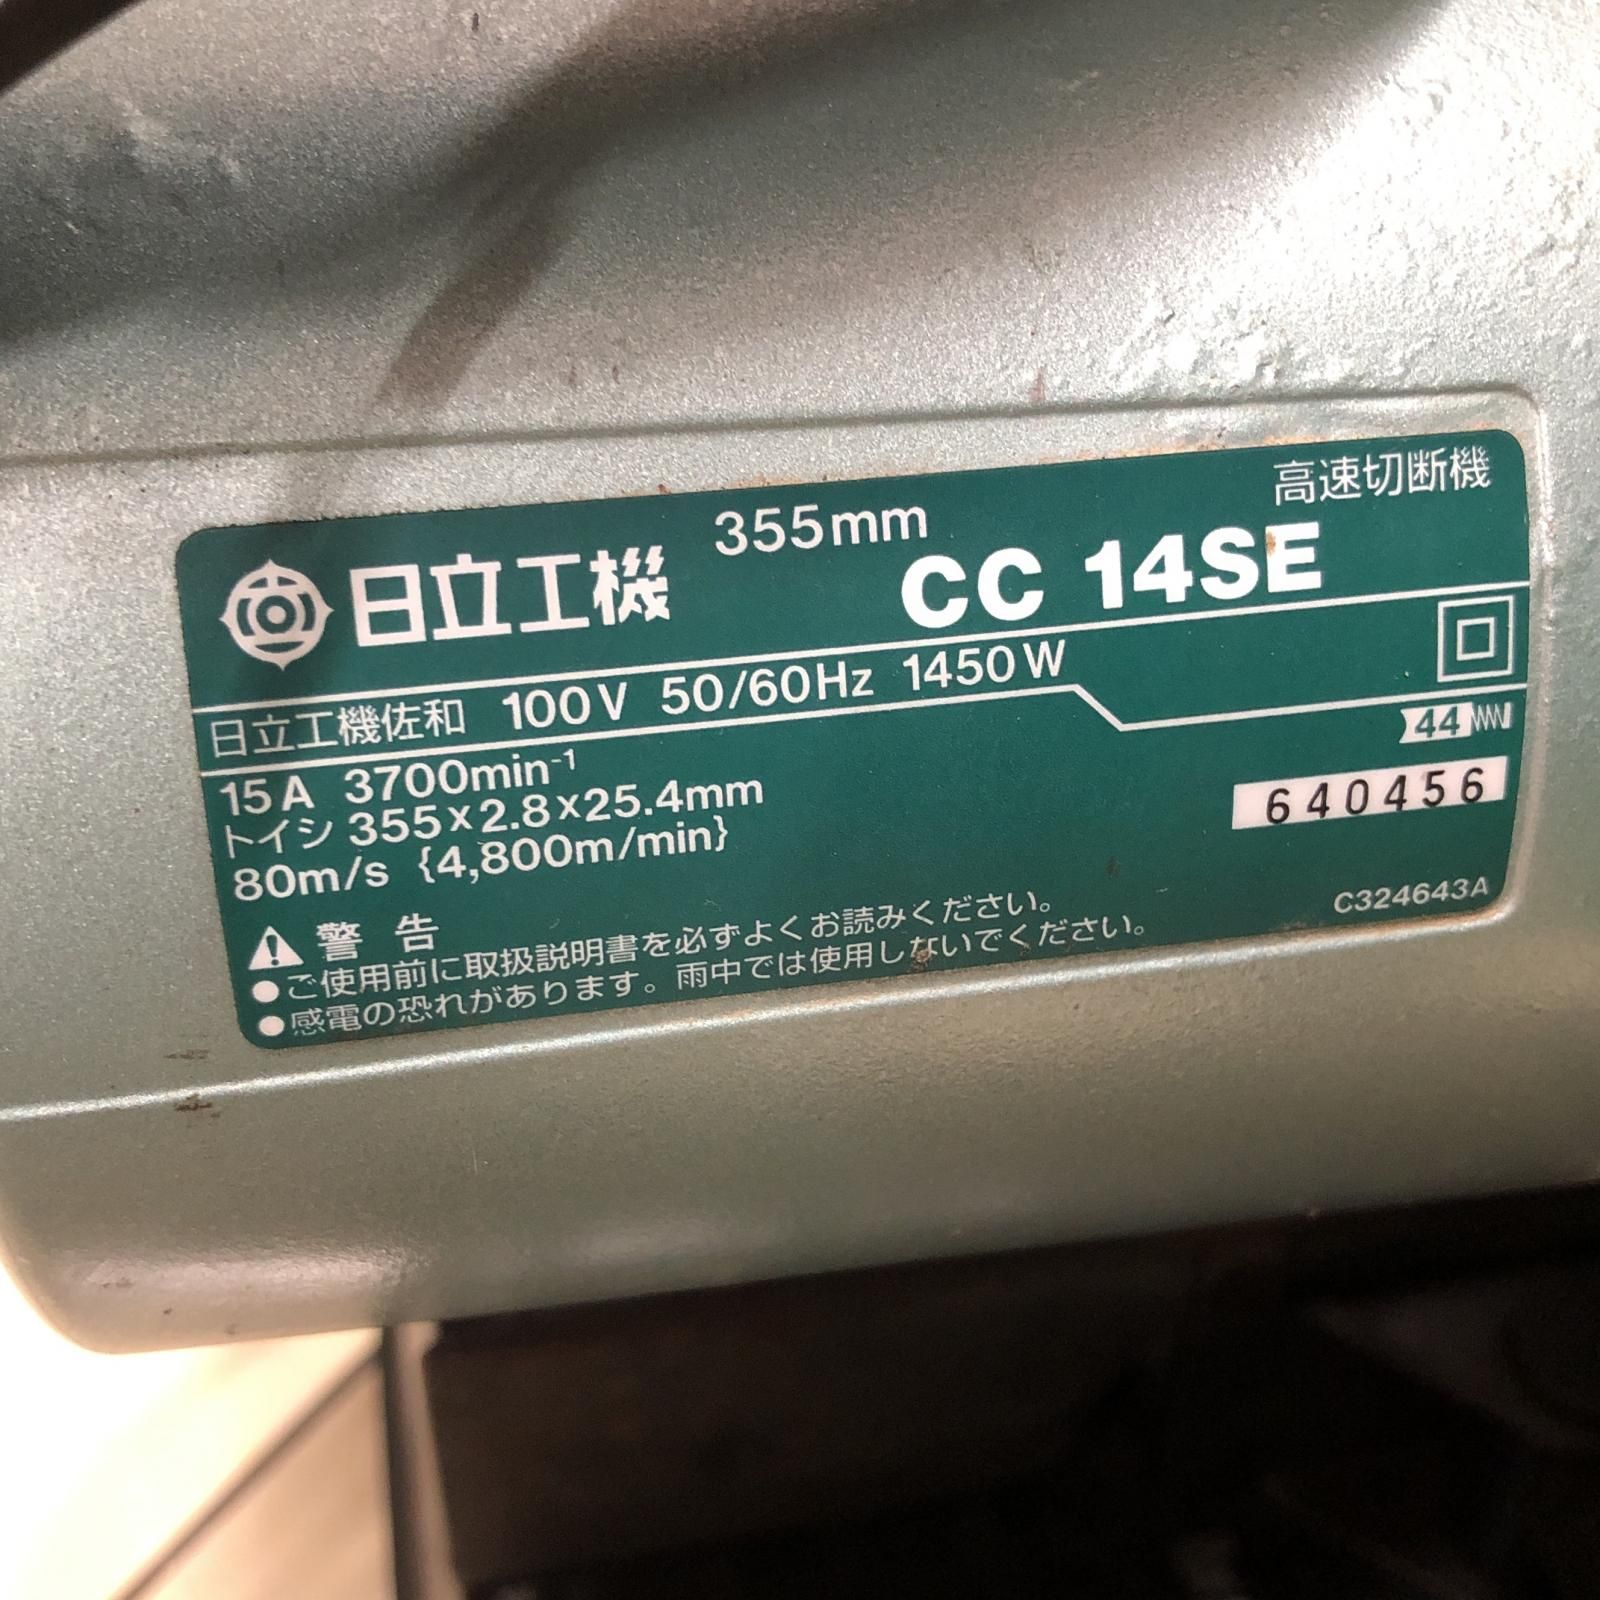 355mm
高速切断機
日立工機
CC 14SE
日立工機佐和 100V 50/60Hz 1450W
44
15A 3700min⁻¹
トイシ 355×2.8×25.4mm
640456
80m/s {4,800m/min}
C324643A
警告
●ご使用前に取扱説明書を必ずよくお読みください。
●感電の恐れがあります。雨中では使用しないでください。